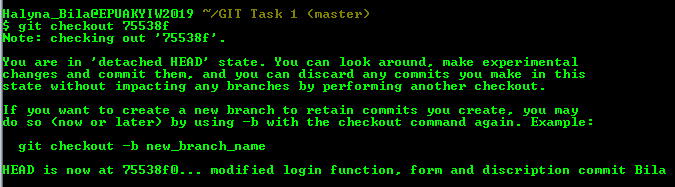 Halyna_Bila@EPUAKYIW2019 ~/GIT Task 1 (master)
$ git checkout 75538f
Note: checking out '75538f'.
You are in 'detached HEAD' state. You can look around, make experimental
changes and commit them, and you can discard any commits you make in this
state without impacting any branches by performing another checkout.
If you want to create a new branch to retain commits you create, you may
do so (now or later) by using -b with the checkout command again. Example:
git checkout -b new_branch_name
HEAD is now at 75538f0... modified login function, form and discription commit Bila